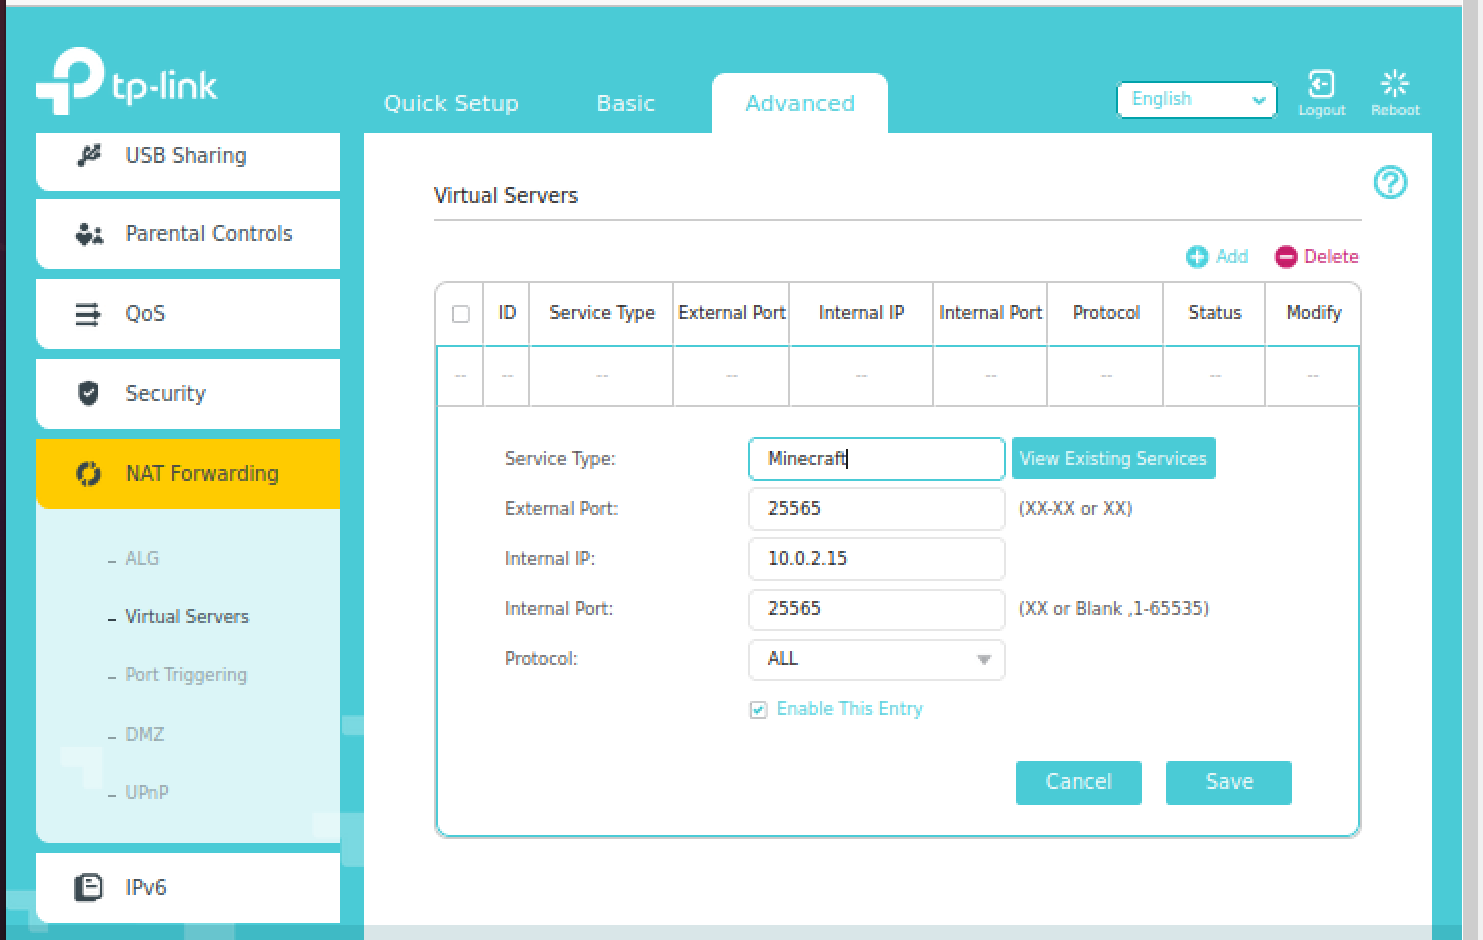 tp-link
Quick Setup
Basic
Advanced
English
Logout
Reboot
USB Sharing
Parental Controls
QoS
Security
NAT Forwarding
- ALG
- Virtual Servers
- Port Triggering
- DMZ
- UPnP
IPv6
Virtual Servers
?
Add
Delete
ID Service Type External Port Internal IP Internal Port Protocol Status Modify
-- -- -- -- -- -- -- -- --
Service Type: Minecraft View Existing Services
External Port: 25565 (XX-XX or XX)
Internal IP: 10.0.2.15
Internal Port: 25565 (XX or Blank ,1-65535)
Protocol: ALL
Enable This Entry
Cancel Save